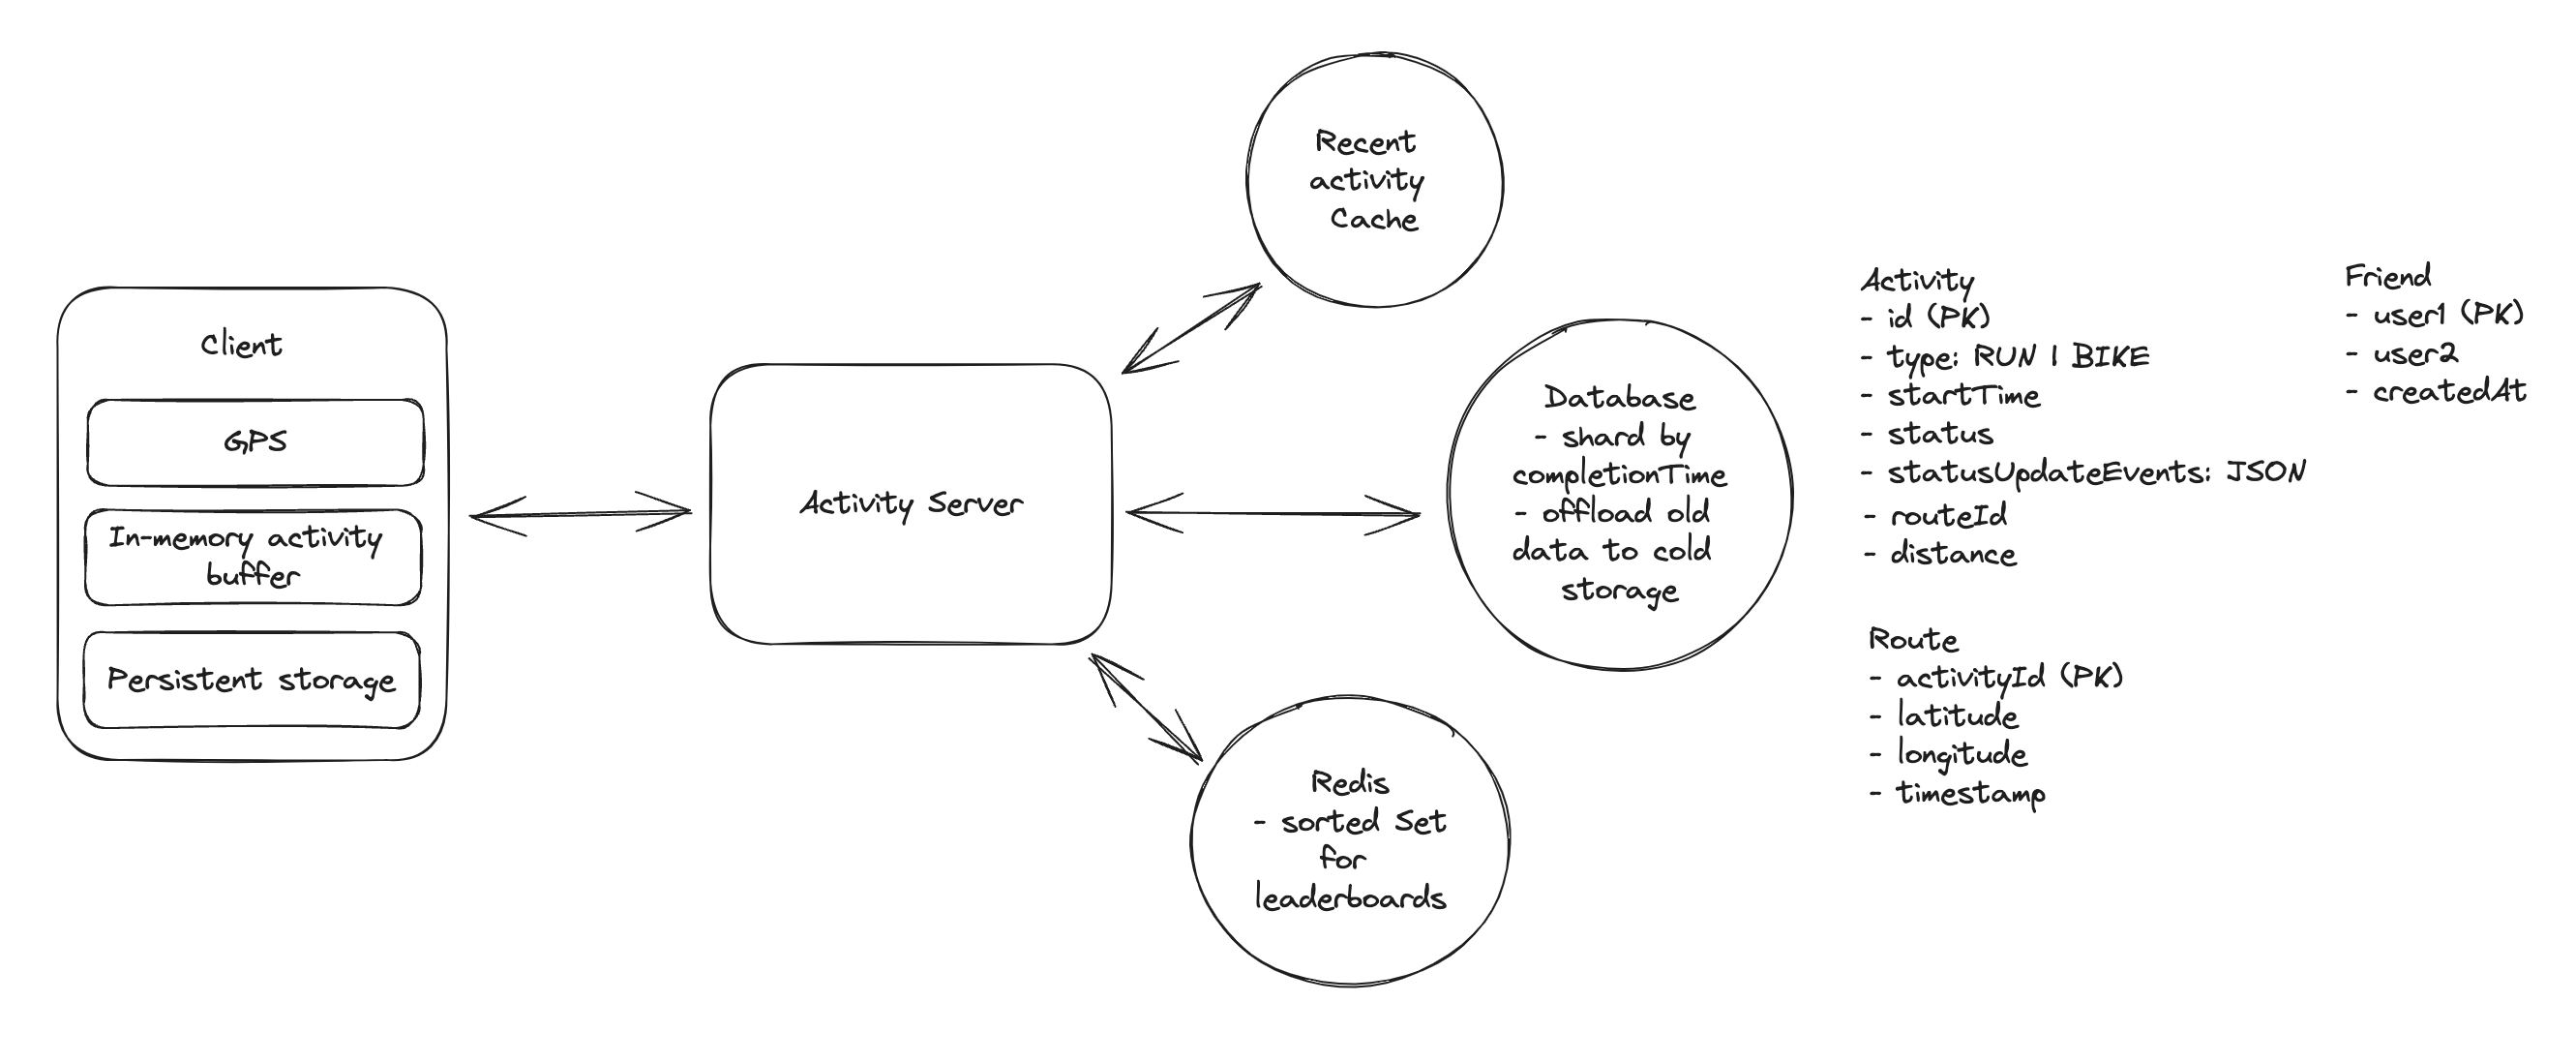 Client
GPS
In-memory activity
buffer
Persistent storage
Activity Server
Recent
activity
Cache
Database
- shard by
completionTime
- offload old
data to cold
storage
Redis
- sorted Set
for
leaderboards
Activity
- id (PK)
- type: RUN | BIKE
- startTime
- status
- statusUpdateEvents: JSON
- routeId
- distance
Route
- activityId (PK)
- latitude
- longitude
- timestamp
Friend
- user1 (PK)
- user2
- createdAt